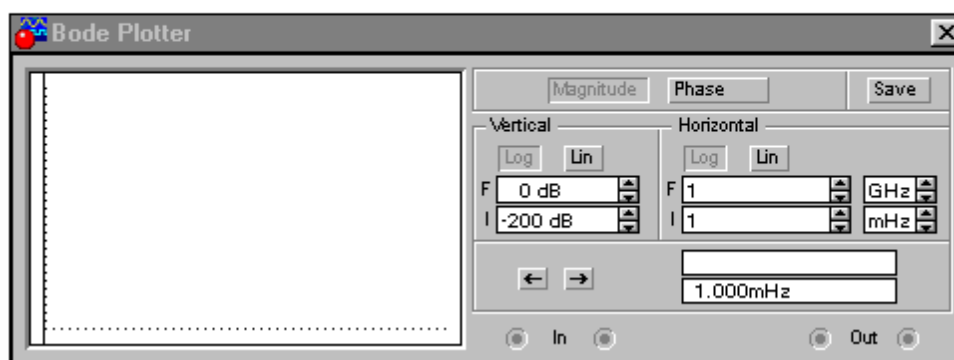 Bode Plotter
Magnitude Phase Save
Vertical Horizontal
Log Lin Log Lin
F 0 dB F 1 GHz
I -200 dB I 1 mHz
← →
1.000mHz
In Out